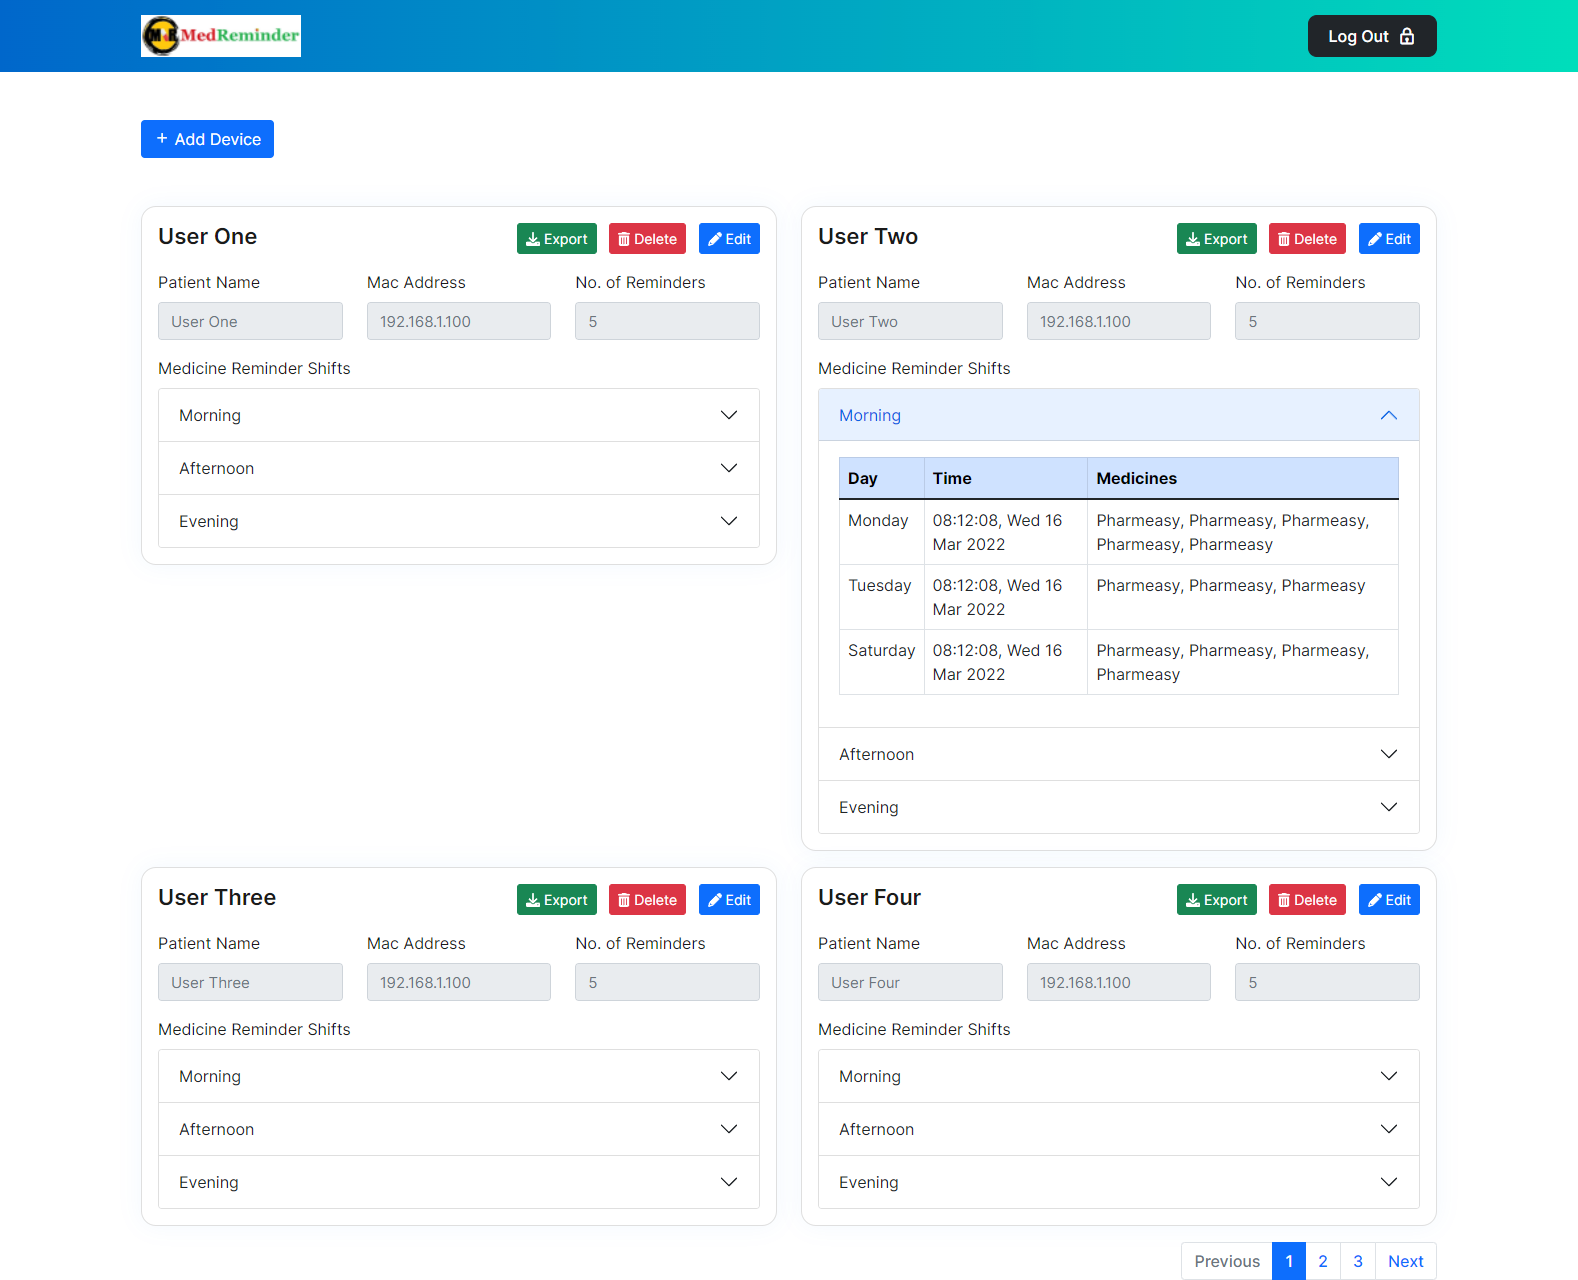 MR MedReminder
Log Out
+ Add Device
User One
Export
Delete
Edit
Patient Name
Mac Address
No. of Reminders
User One
192.168.1.100
5
Medicine Reminder Shifts
Morning
Afternoon
Evening
User Two
Export
Delete
Edit
Patient Name
Mac Address
No. of Reminders
User Two
192.168.1.100
5
Medicine Reminder Shifts
Morning
Day
Time
Medicines
Monday
08:12:08, Wed 16
Mar 2022
Pharmeasy, Pharmeasy, Pharmeasy,
Pharmeasy, Pharmeasy
Tuesday
08:12:08, Wed 16
Mar 2022
Pharmeasy, Pharmeasy, Pharmeasy
Saturday
08:12:08, Wed 16
Mar 2022
Pharmeasy, Pharmeasy, Pharmeasy,
Pharmeasy
Afternoon
Evening
User Three
Export
Delete
Edit
Patient Name
Mac Address
No. of Reminders
User Three
192.168.1.100
5
Medicine Reminder Shifts
Morning
Afternoon
Evening
User Four
Export
Delete
Edit
Patient Name
Mac Address
No. of Reminders
User Four
192.168.1.100
5
Medicine Reminder Shifts
Morning
Afternoon
Evening
Previous
1
2
3
Next